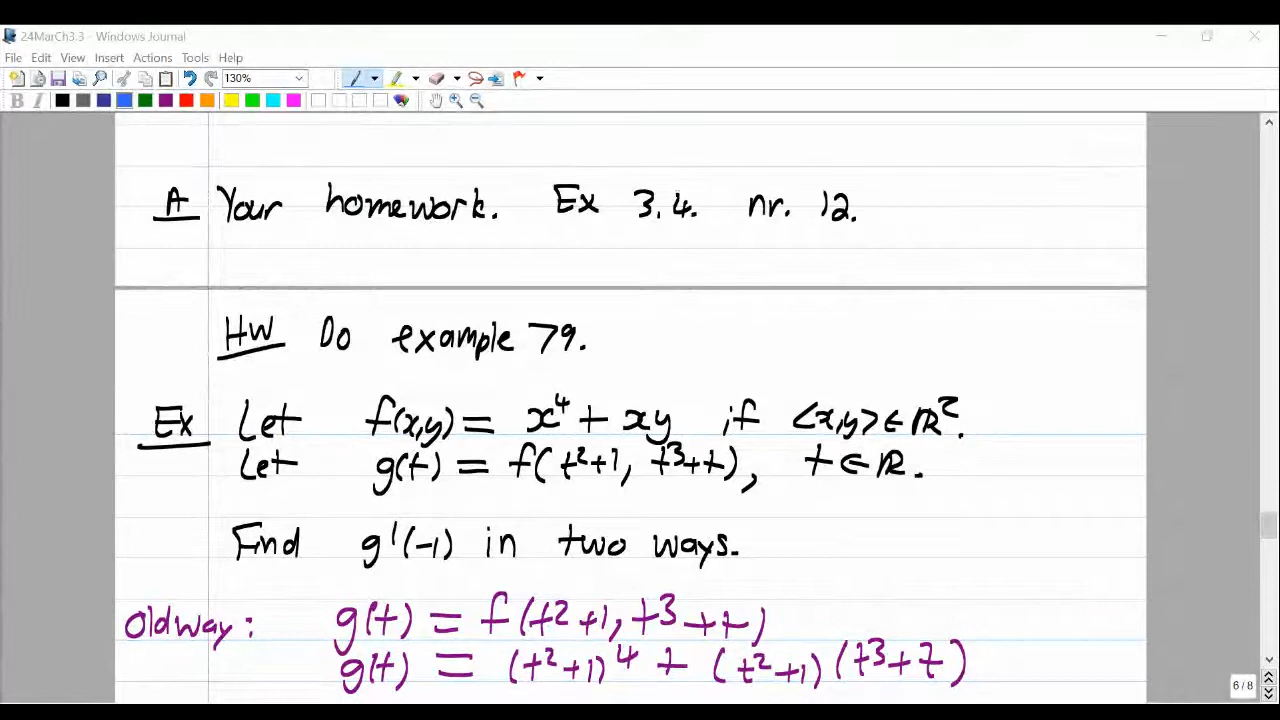 24MarCh3.3 - Windows Journal
File Edit View Insert Actions Tools Help
130%
B I
A Your homework. Ex 3.4. nr. 12.
HW Do example 79.
Ex Let f(x,y) = x⁴ + xy if <x,y> ∈ ℝ².
Let g(t) = f(t²+1, t³+t), t ∈ ℝ.
Find g'(-1) in two ways.
Oldway: g(t) = f(t²+1, t³+t)
g(t) = (t²+1)⁴ + (t²+1)(t³+t)
6 / 8